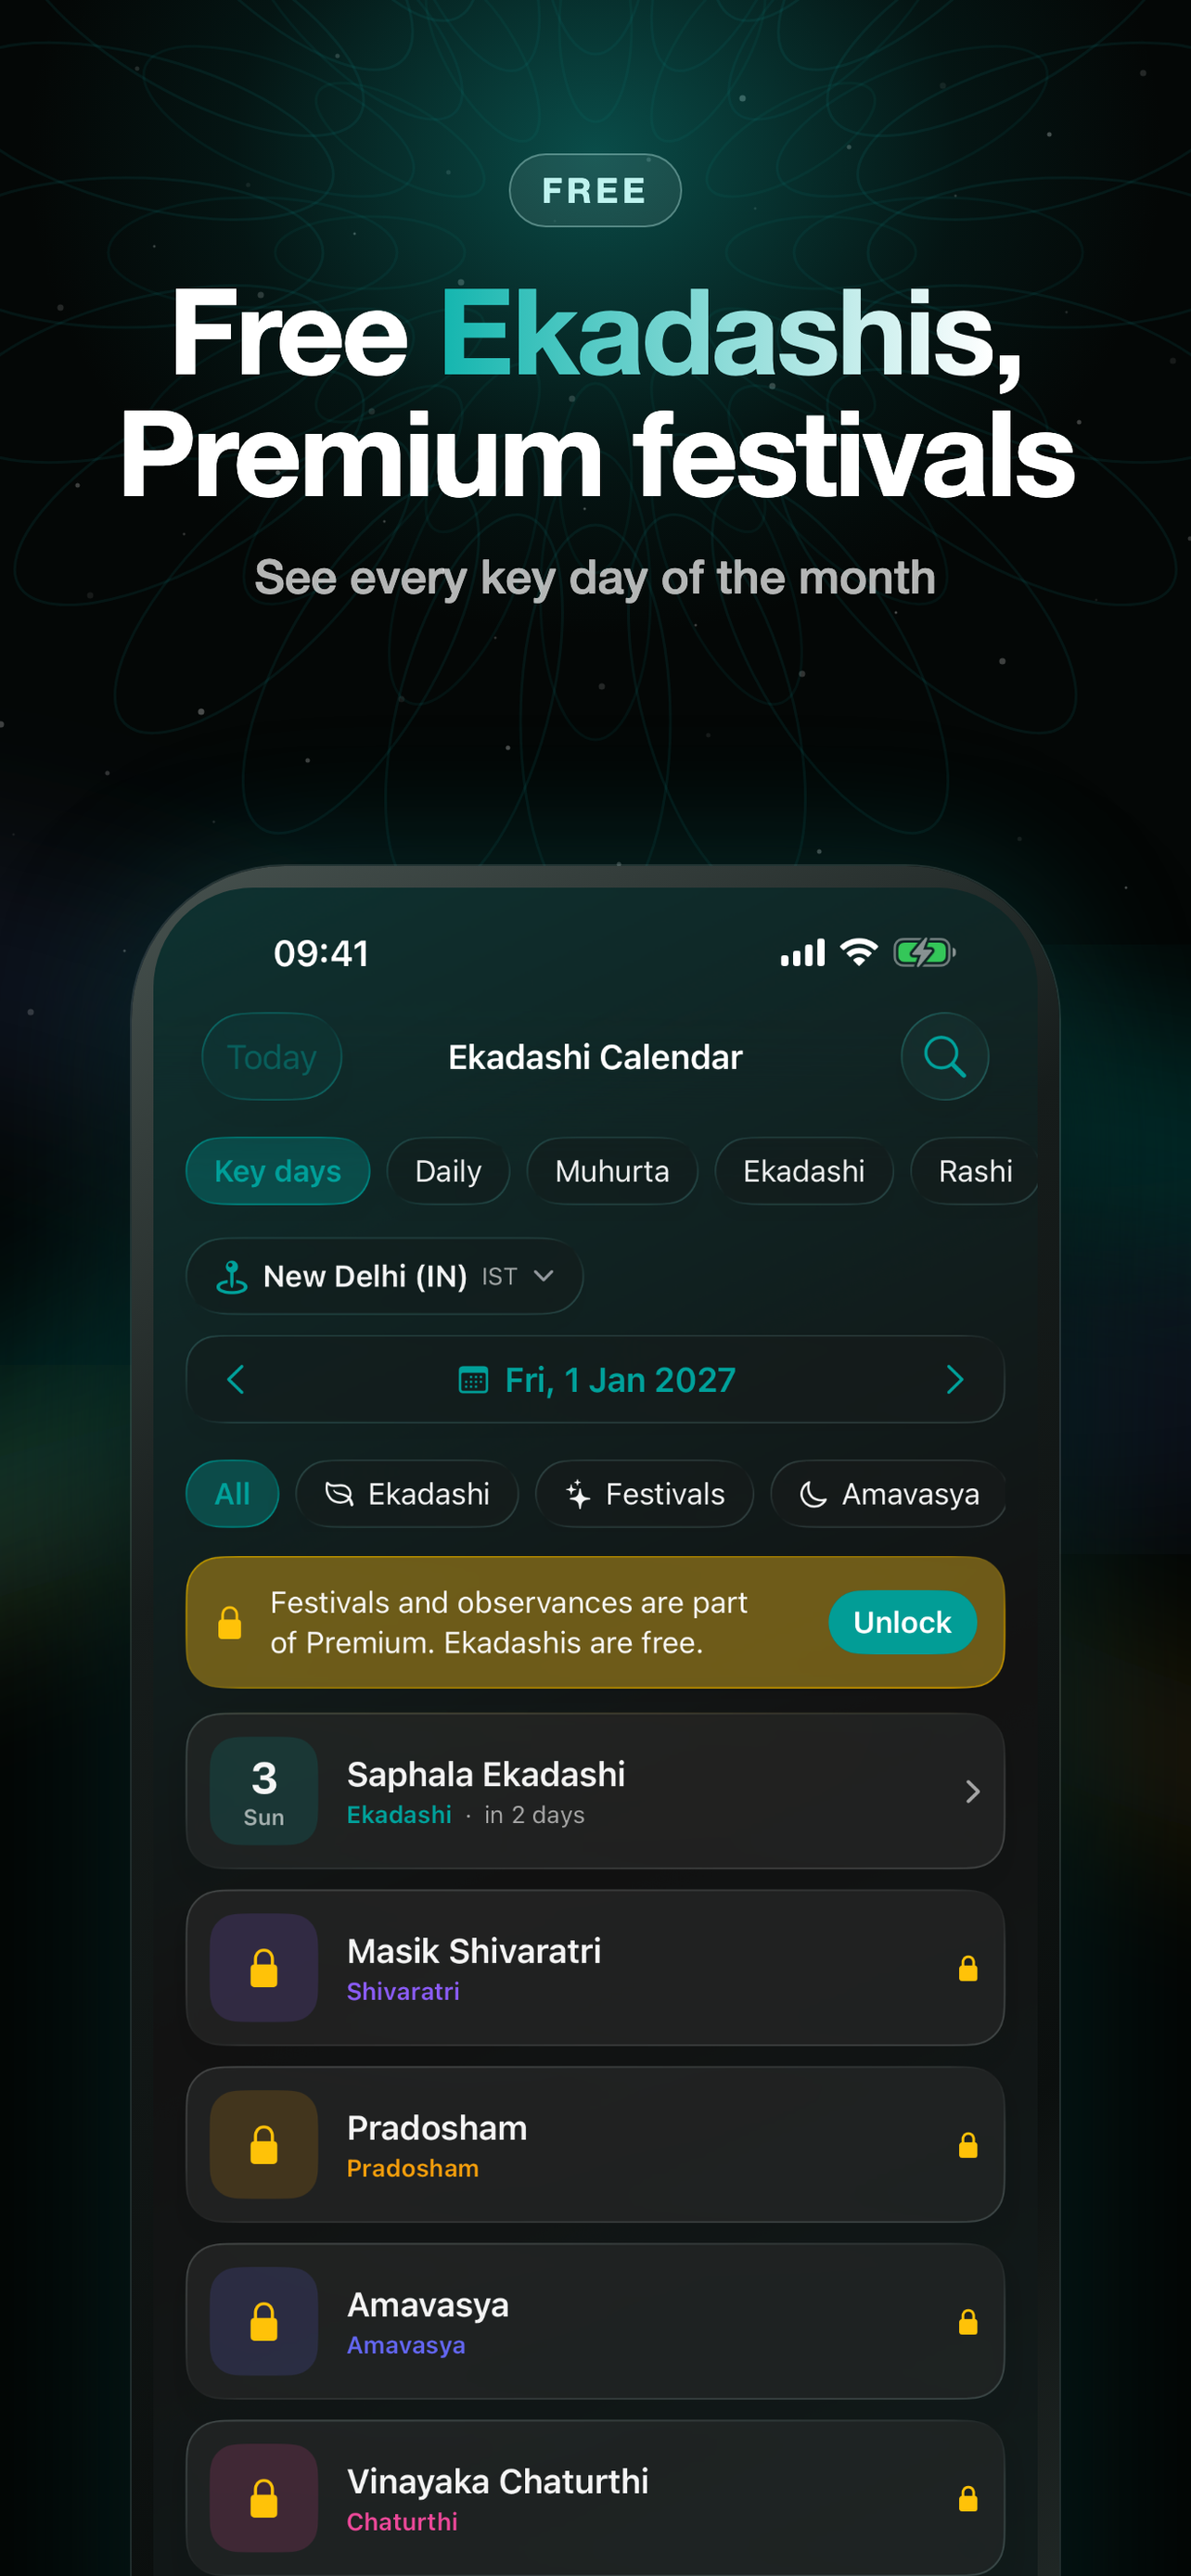 FREE
Free Ekadashis,
Premium festivals
See every key day of the month
09:41
Today
Ekadashi Calendar
Key days
Daily
Muhurta
Ekadashi
Rashi
New Delhi (IN) IST
Fri, 1 Jan 2027
All
Ekadashi
Festivals
Amavasya
Festivals and observances are part
of Premium. Ekadashis are free.
Unlock
3
Sun
Saphala Ekadashi
Ekadashi · in 2 days
Masik Shivaratri
Shivaratri
Pradosham
Pradosham
Amavasya
Amavasya
Vinayaka Chaturthi
Chaturthi